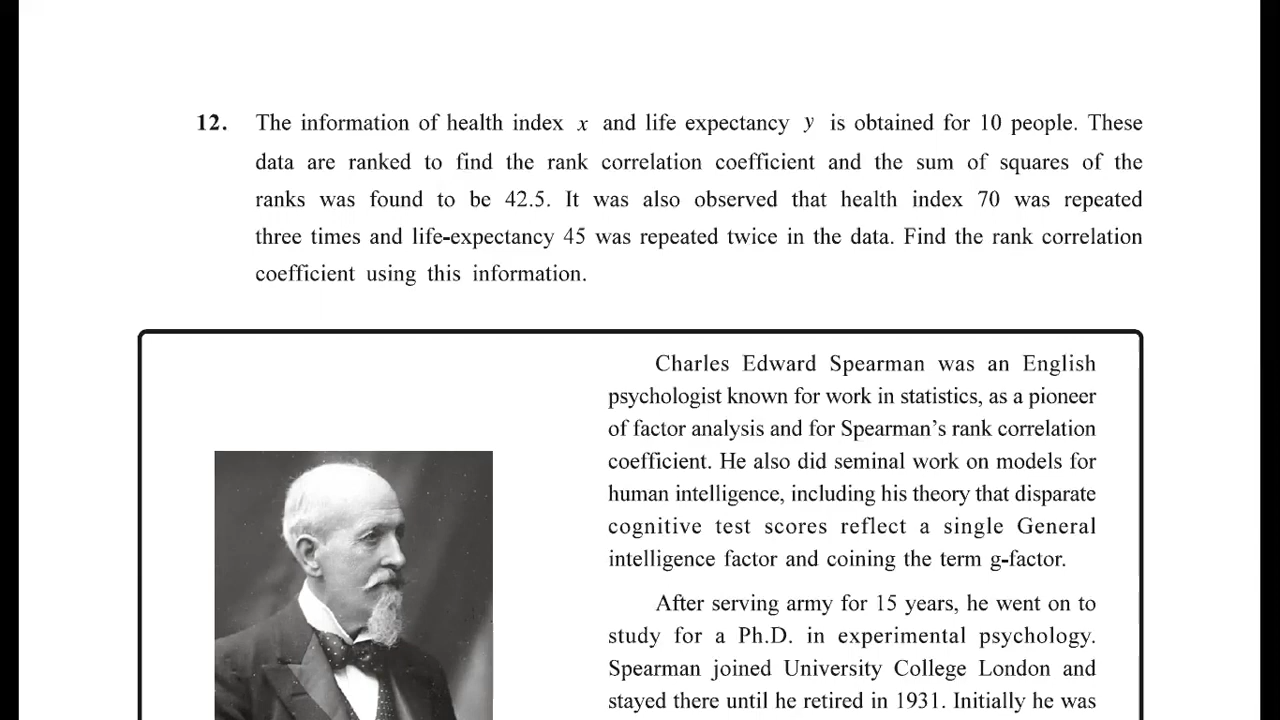 12. The information of health index x and life expectancy y is obtained for 10 people. These
data are ranked to find the rank correlation coefficient and the sum of squares of the
ranks was found to be 42.5. It was also observed that health index 70 was repeated
three times and life-expectancy 45 was repeated twice in the data. Find the rank correlation
coefficient using this information.
Charles Edward Spearman was an English
psychologist known for work in statistics, as a pioneer
of factor analysis and for Spearman’s rank correlation
coefficient. He also did seminal work on models for
human intelligence, including his theory that disparate
cognitive test scores reflect a single General
intelligence factor and coining the term g-factor.
After serving army for 15 years, he went on to
study for a Ph.D. in experimental psychology.
Spearman joined University College London and
stayed there until he retired in 1931. Initially he was